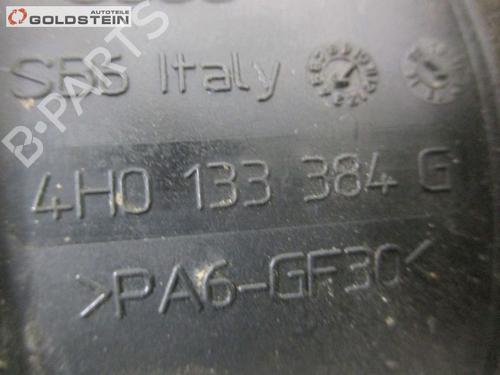 Autoteile
GOLDSTEIN
SBS Italy
4H0 133 384 G
>PA6-GF30<
B-PARTS